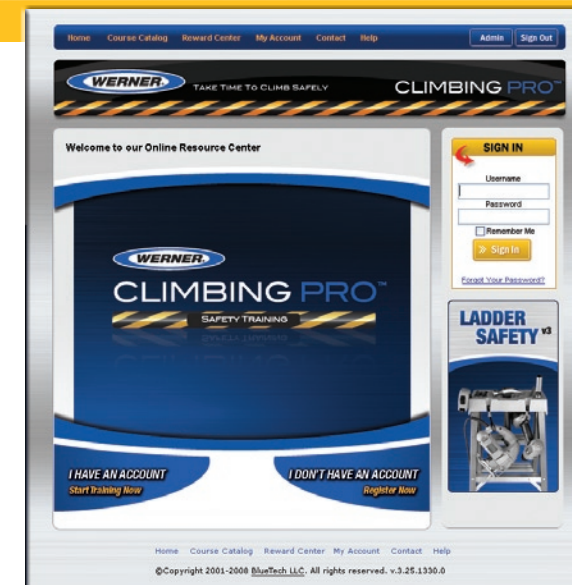 Home Course Catalog Reward Center My Account Contact Help Admin Sign Out
WERNER. TAKE TIME TO CLIMB SAFELY CLIMBING PRO™
Welcome to our Online Resource Center
WERNER.
CLIMBING PRO™
SAFETY TRAINING
I HAVE AN ACCOUNT
Start Training Now
I DON'T HAVE AN ACCOUNT
Register Now
SIGN IN
Username
Password
Remember Me
» Sign In
Forgot Your Password?
LADDER
SAFETY v3
Home Course Catalog Reward Center My Account Contact Help
©Copyright 2001-2008 BlueTech LLC. All rights reserved. v.3.25.1330.0